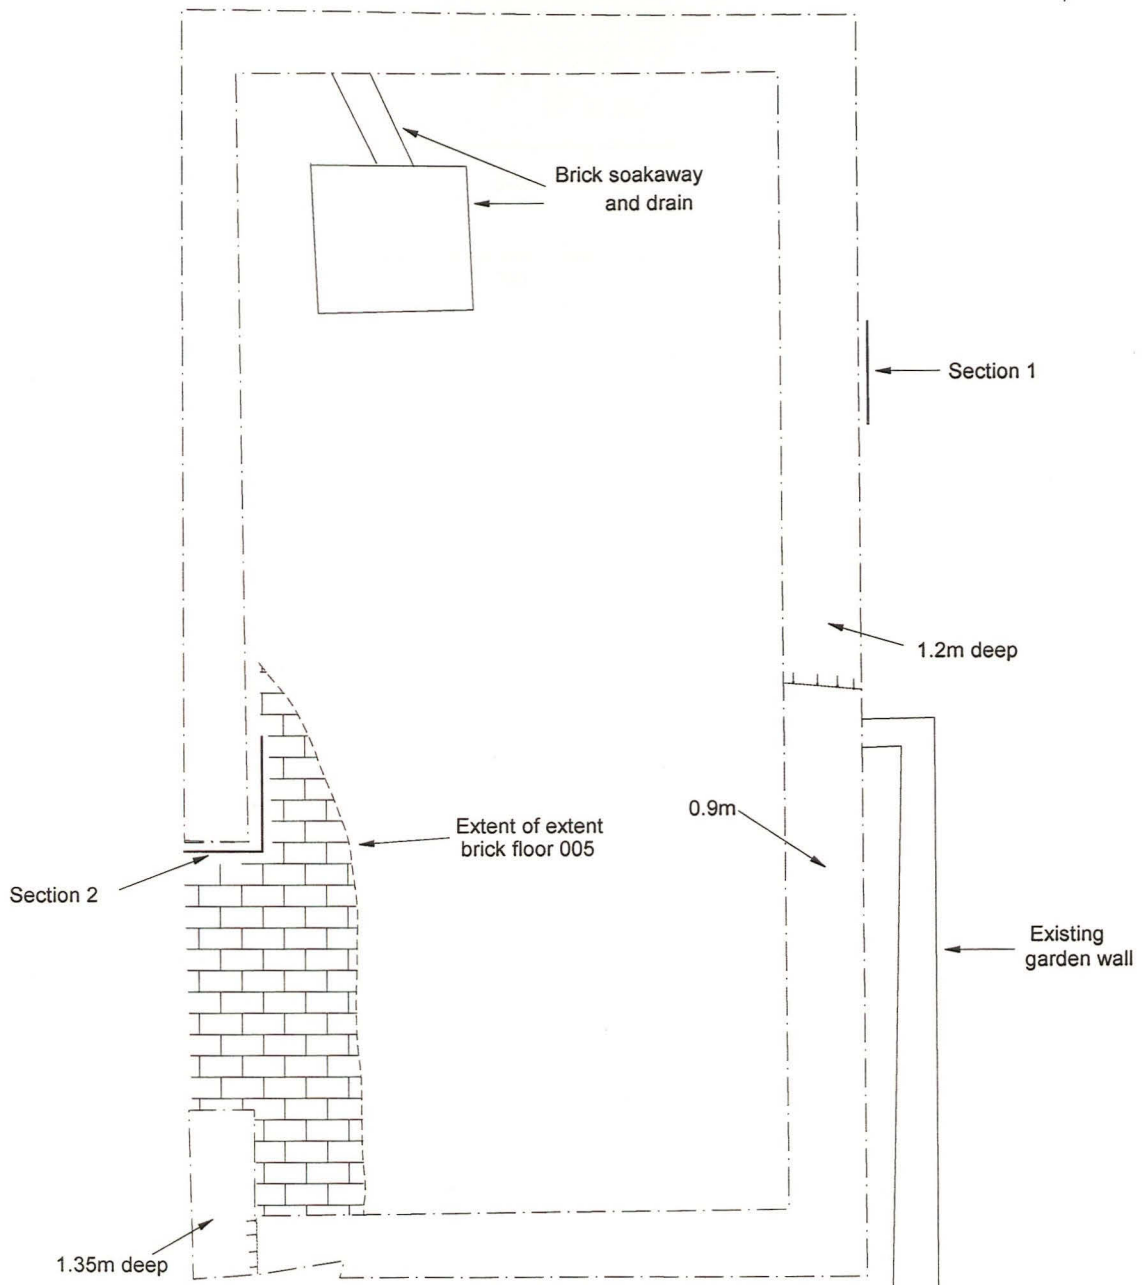 Brick soakaway
and drain
Section 1
1.2m deep
0.9m
Extent of extent
brick floor 005
Section 2
Existing
garden wall
1.35m deep